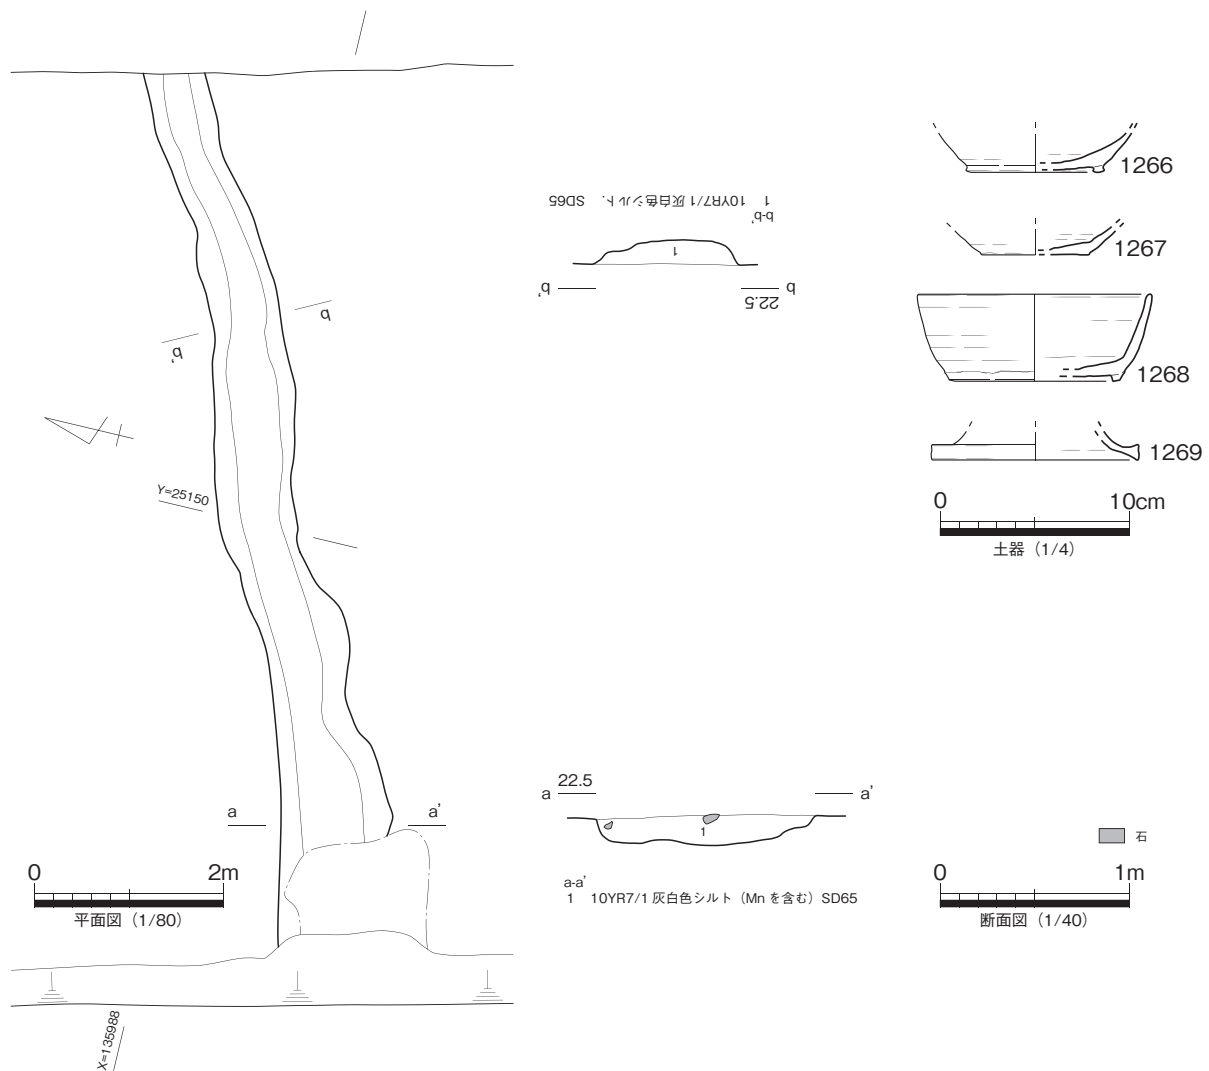 b
b'
Y=25150
a
a'
0
2m
平面図（1/80）
X=135988
1 10YR7/1 灰白色シルト．SD65
b-b'
1
b'
22.5
b
a
22.5
a'
1
a-a'
1 10YR7/1 灰白色シルト（Mn を含む）SD65
1266
1267
1268
1269
0
10cm
土器（1/4）
石
0
1m
断面図（1/40）